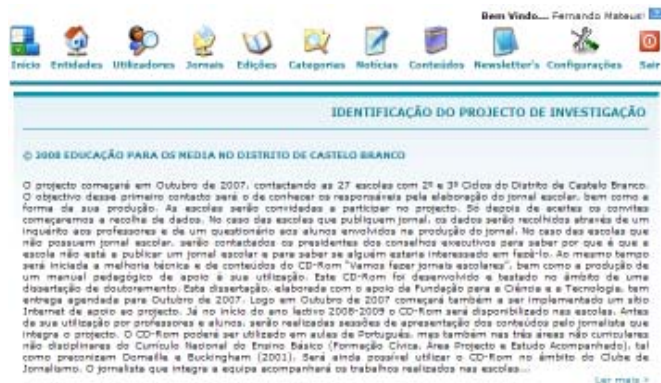 Bem Vindo... Fernando Mateus
Início Entidades Utilizadores Jornais Edições Categorias Notícias Conteúdos Newsletter's Configurações Sair
IDENTIFICAÇÃO DO PROJECTO DE INVESTIGAÇÃO
© 2008 EDUCAÇÃO PARA OS MEDIA NO DISTRITO DE CASTELO BRANCO
O projecto começará em Outubro de 2007, contactando as 27 escolas com 2º e 3º Ciclos do Distrito de Castelo Branco.
O objectivo desse primeiro contacto será o de conhecer os responsáveis pela elaboração do jornal escolar, bem como a
forma da sua produção. As escolas serão convidadas a participar no projecto. Só depois de aceites os convites
começaremos a recolha de dados. No caso das escolas que publiquem jornal, os dados serão recolhidos através de um
inquérito aos professores e de um questionário aos alunos envolvidos na produção do jornal. No caso das escolas que
não possuem jornal escolar, serão contactados os presidentes dos conselhos executivos para saber por que é que a
escola não está a publicar um jornal escolar e para saber se alguém estaria interessado em fazê-lo. Ao mesmo tempo
será iniciada a melhoria técnica e de conteúdos do CD-Rom "Vamos fazer jornais escolares", bem como a produção de
um manual pedagógico de apoio à sua utilização. Este CD-Rom foi desenvolvido e testado no âmbito de uma
dissertação de doutoramento. Esta dissertação, elaborada com o apoio da Fundação para a Ciência e a Tecnologia, tem
entrega agendada para Outubro de 2007. Logo em Outubro de 2007 começará também a ser implementado um sítio
Internet de apoio ao projecto. Já no início do ano lectivo 2008-2009 o CD-Rom será disponibilizado nas escolas. Antes
da sua utilização por professores e alunos, serão realizadas sessões de apresentação dos conteúdos pelo jornalista que
integra o projecto. O CD-Rom poderá ser utilizado em aulas de Português, mas também nas três áreas não curriculares
não disciplinares do Currículo Nacional do Ensino Básico (Formação Cívica, Área Projecto e Estudo Acompanhado), tal
como preconizam Domaille e Buckingham (2001). Será ainda possível utilizar o CD-Rom no âmbito do Clube de
Jornalismo. O jornalista que integra a equipa acompanhará os trabalhos realizados nas escolas...
Ler mais >